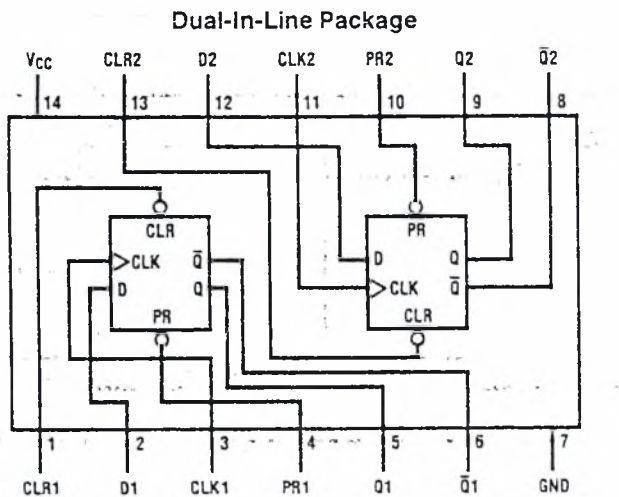 Dual-In-Line Package
VCC CLR2 D2 CLK2 PR2 Q2 Q̅2
14 13 12 11 10 9 8
CLR PR
CLK Q̅ D Q
D Q CLK Q̅
PR CLR
1 2 3 4 5 6 7
CLR1 D1 CLK1 PR1 Q1 Q̅1 GND